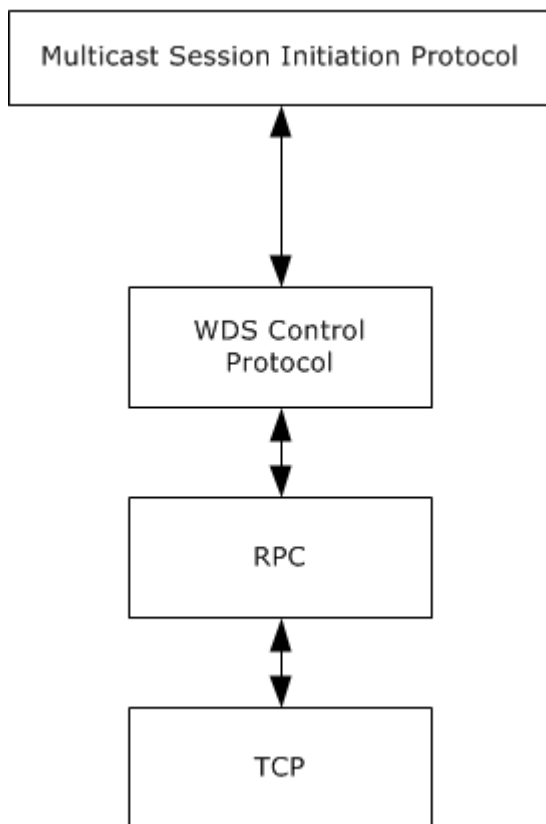 Multicast Session Initiation Protocol
WDS Control
Protocol
RPC
TCP